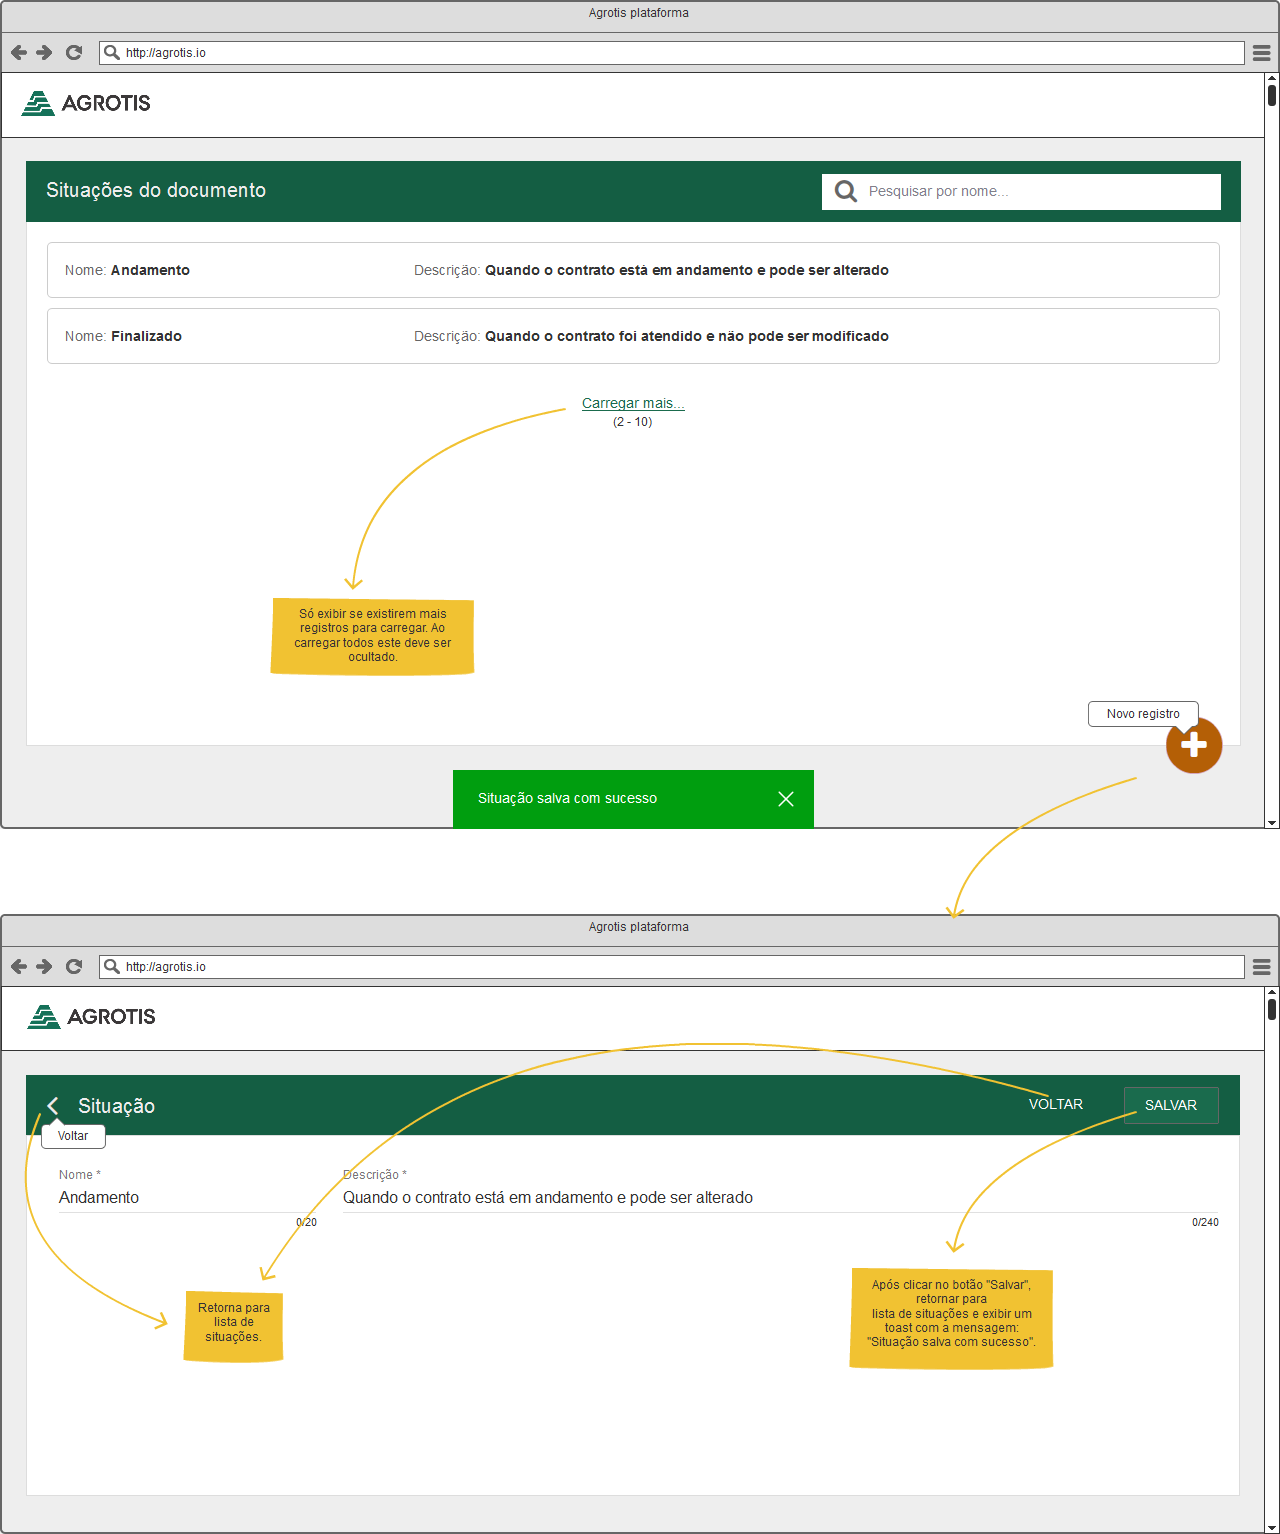 Agrotis plataforma
http://agrotis.io
AGROTIS
Situações do documento
Pesquisar por nome...
Nome: Andamento
Descrição: Quando o contrato está em andamento e pode ser alterado
Nome: Finalizado
Descrição: Quando o contrato foi atendido e não pode ser modificado
Carregar mais...
(2 - 10)
Só exibir se existirem mais
registros para carregar. Ao
carregar todos este deve ser
ocultado.
Novo registro
Situação salva com sucesso
Agrotis plataforma
http://agrotis.io
AGROTIS
Situação
VOLTAR
SALVAR
Voltar
Nome *
Descrição *
Andamento
Quando o contrato está em andamento e pode ser alterado
0/20
0/240
Retorna para
lista de
situações.
Após clicar no botão "Salvar",
retornar para
lista de situações e exibir um
toast com a mensagem:
"Situação salva com sucesso".